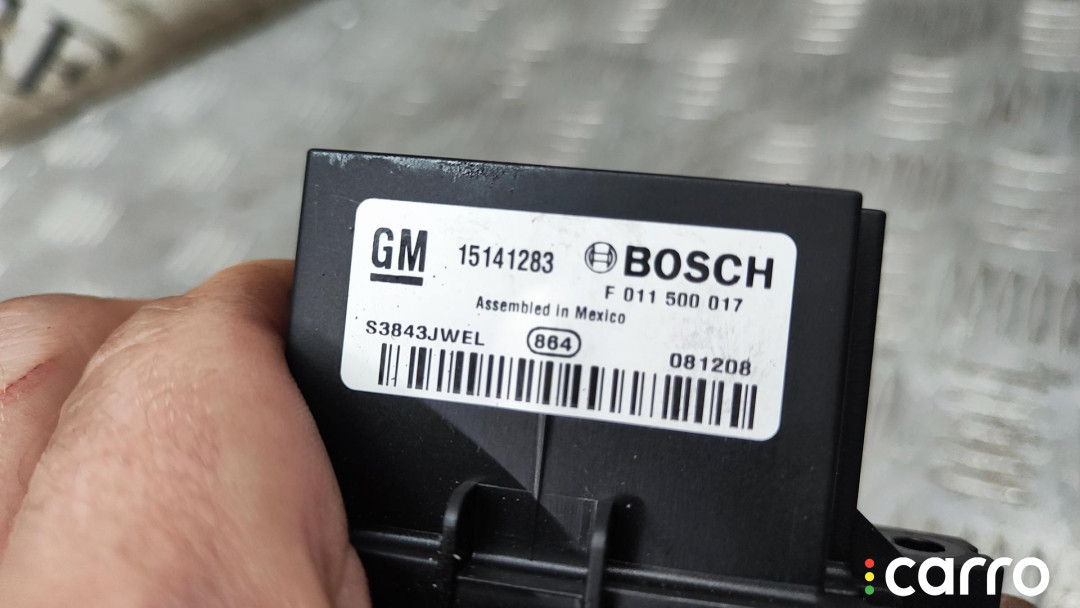 GM 15141283 BOSCH
F 011 500 017
Assembled in Mexico
S3843JWEL 864 081208
carro